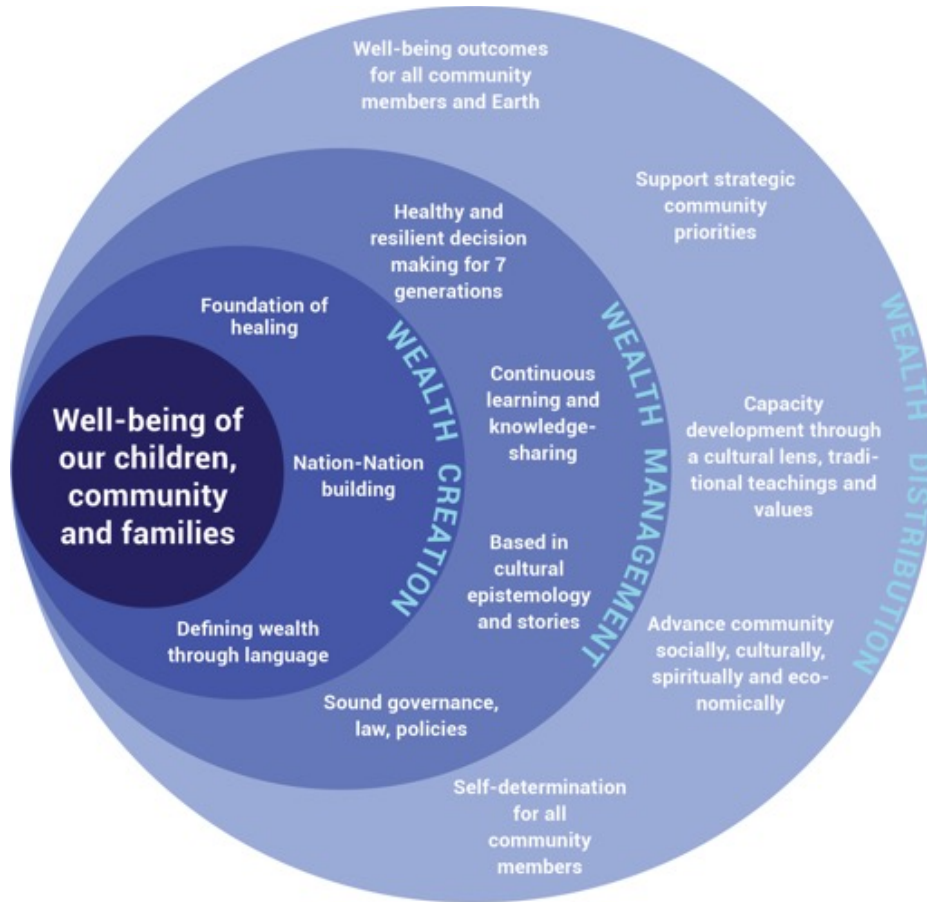 Well-being outcomes
for all community
members and Earth
Support strategic
community
priorities
Healthy and
resilient decision
making for 7
generations
Foundation of
healing
WEALTH CREATION
WEALTH MANAGEMENT
WEALTH DISTRIBUTION
Continuous
learning and
knowledge-
sharing
Capacity
development through
a cultural lens, tradi-
tional teachings and
values
Well-being of
our children,
community
and families
Nation-Nation
building
Based in
cultural
epistemology
and stories
Defining wealth
through language
Advance community
socially, culturally,
spiritually and eco-
nomically
Sound governance,
law, policies
Self-determination
for all
community
members